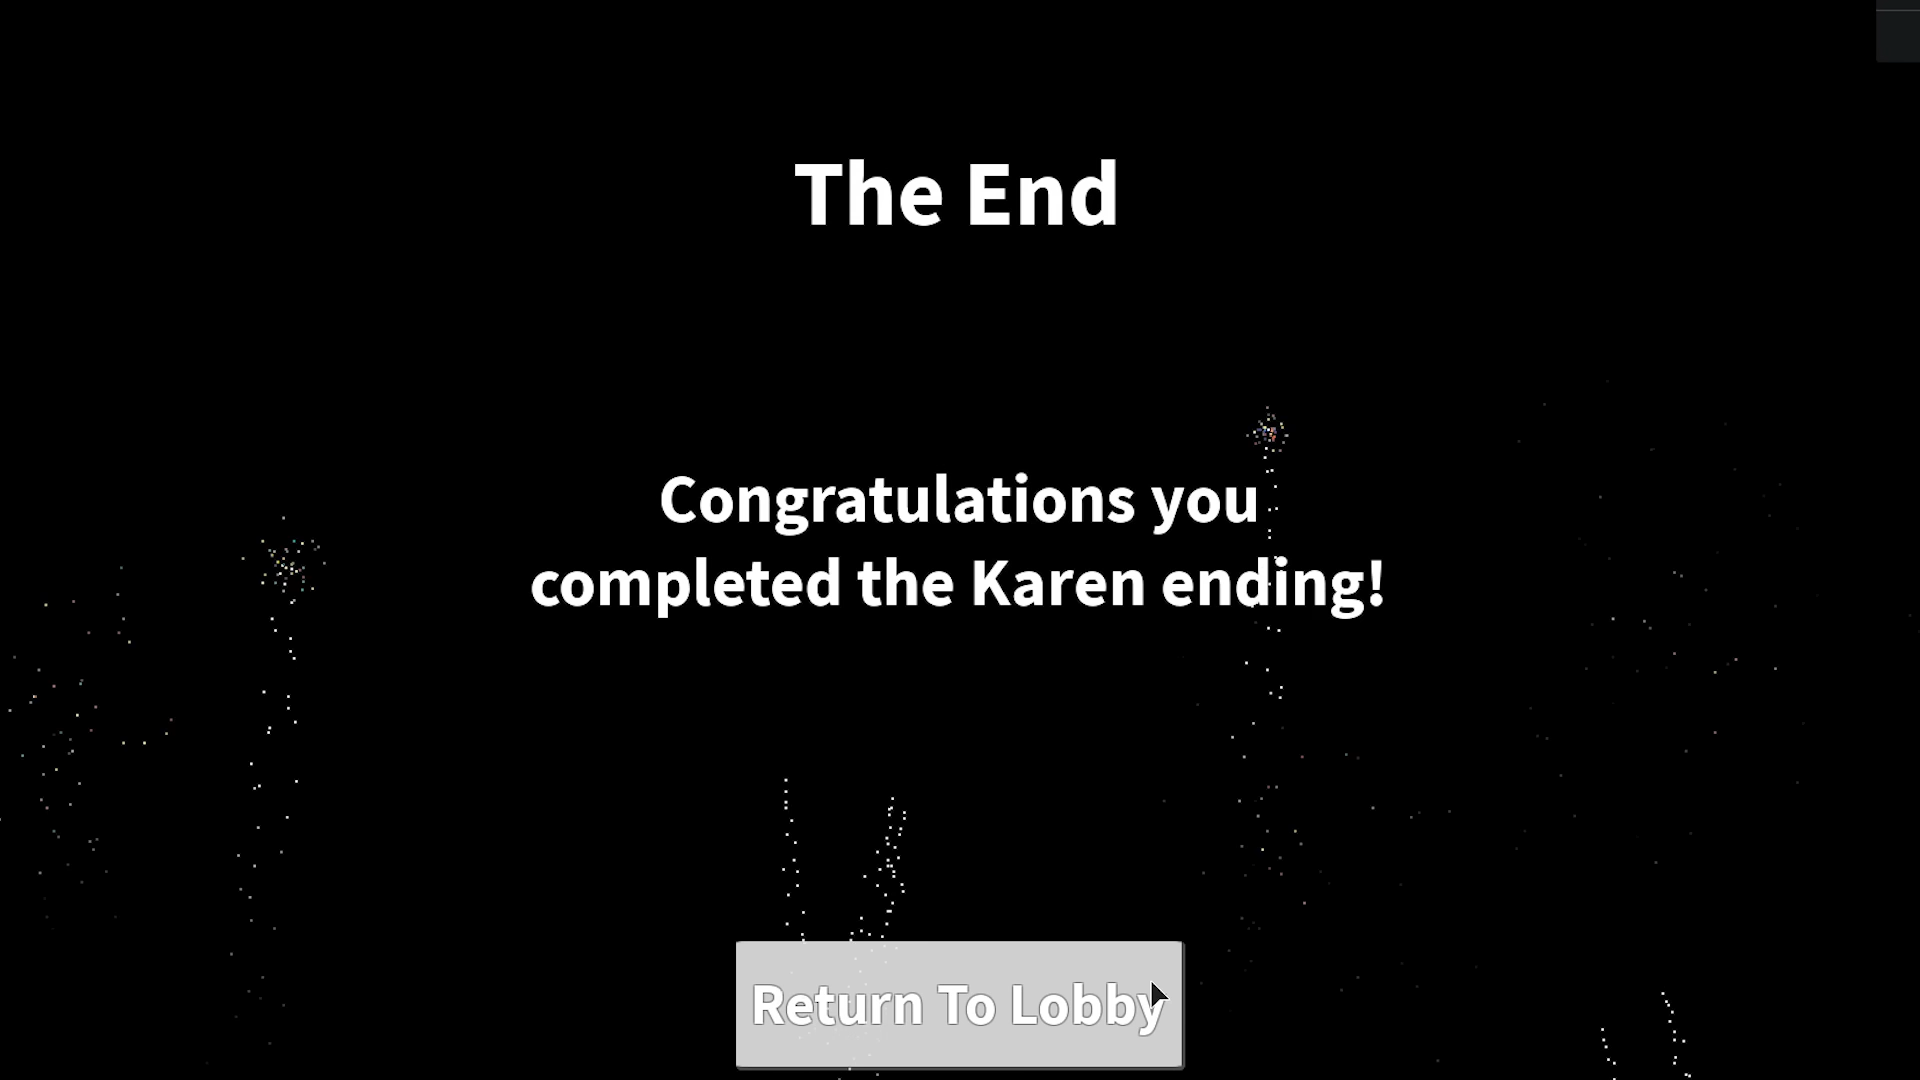 The End
Congratulations you
completed the Karen ending!
Return To Lobby